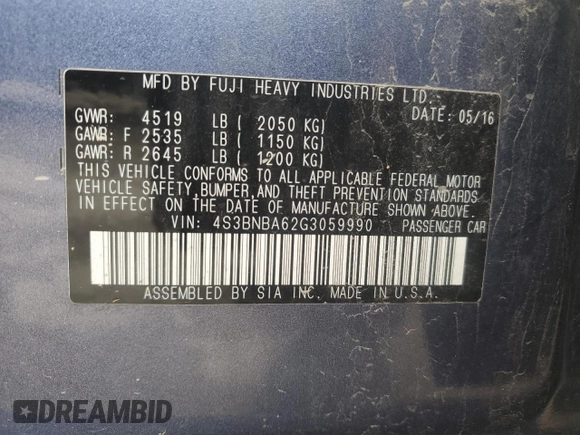 MFD BY FUJI HEAVY INDUSTRIES LTD.
GVWR: 4519 LB ( 2050 KG) DATE: 05/16
GAWR: F 2535 LB ( 1150 KG)
GAWR: R 2645 LB ( 1200 KG)
THIS VEHICLE CONFORMS TO ALL APPLICABLE FEDERAL MOTOR
VEHICLE SAFETY,BUMPER,AND THEFT PREVENTION STANDARDS
IN EFFECT ON THE DATE OF MANUFACTURE SHOWN ABOVE.
VIN: 4S3BNBA62G3059990 PASSENGER CAR
ASSEMBLED BY SIA INC. MADE IN U.S.A.
DREAMBID